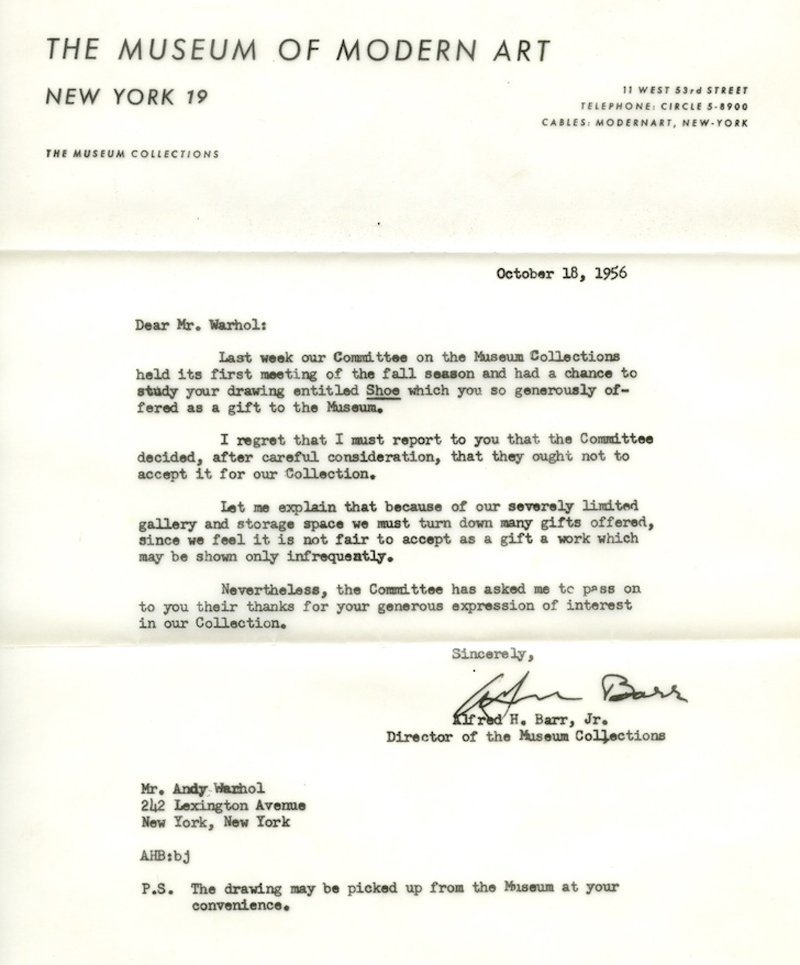 THE MUSEUM OF MODERN ART
NEW YORK 19
11 WEST 53rd STREET
TELEPHONE: CIRCLE 5-8900
CABLES: MODERNART, NEW-YORK
THE MUSEUM COLLECTIONS
October 18, 1956
Dear Mr. Warhol:
Last week our Committee on the Museum Collections
held its first meeting of the fall season and had a chance to
study your drawing entitled Shoe which you so generously of-
fered as a gift to the Museum.
I regret that I must report to you that the Committee
decided, after careful consideration, that they ought not to
accept it for our Collection.
Let me explain that because of our severely limited
gallery and storage space we must turn down many gifts offered,
since we feel it is not fair to accept as a gift a work which
may be shown only infrequently.
Nevertheless, the Committee has asked me to pass on
to you their thanks for your generous expression of interest
in our Collection.
Sincerely,
Barr
Alfred H. Barr, Jr.
Director of the Museum Collections
Mr. Andy Warhol
242 Lexington Avenue
New York, New York
AHB:bj
P.S. The drawing may be picked up from the Museum at your
convenience.